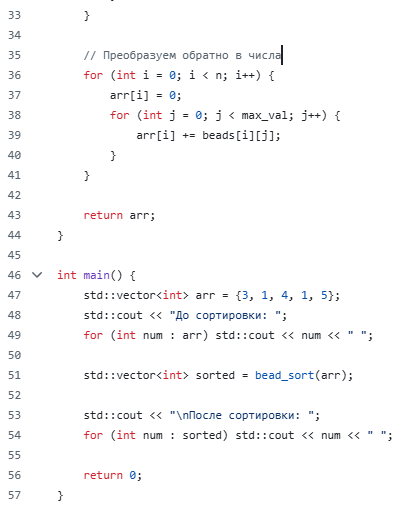 33 }
34
35 // Преобразуем обратно в числа
36 for (int i = 0; i < n; i++) {
37 arr[i] = 0;
38 for (int j = 0; j < max_val; j++) {
39 arr[i] += beads[i][j];
40 }
41 }
42
43 return arr;
44 }
45
46 int main() {
47 std::vector<int> arr = {3, 1, 4, 1, 5};
48 std::cout << "До сортировки: ";
49 for (int num : arr) std::cout << num << " ";
50
51 std::vector<int> sorted = bead_sort(arr);
52
53 std::cout << "\nПосле сортировки: ";
54 for (int num : sorted) std::cout << num << " ";
55
56 return 0;
57 }